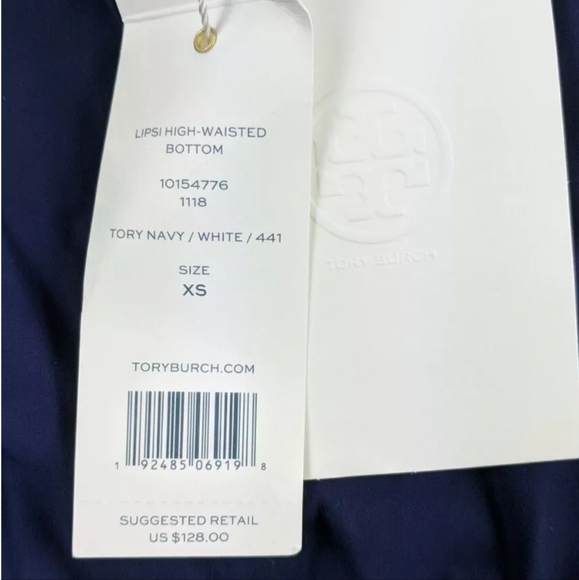 LIPSI HIGH-WAISTED
BOTTOM
10154776
1118
TORY NAVY / WHITE / 441
SIZE
XS
TORYBURCH.COM
1 92485 06919 8
SUGGESTED RETAIL
US $128.00
TORY BURCH